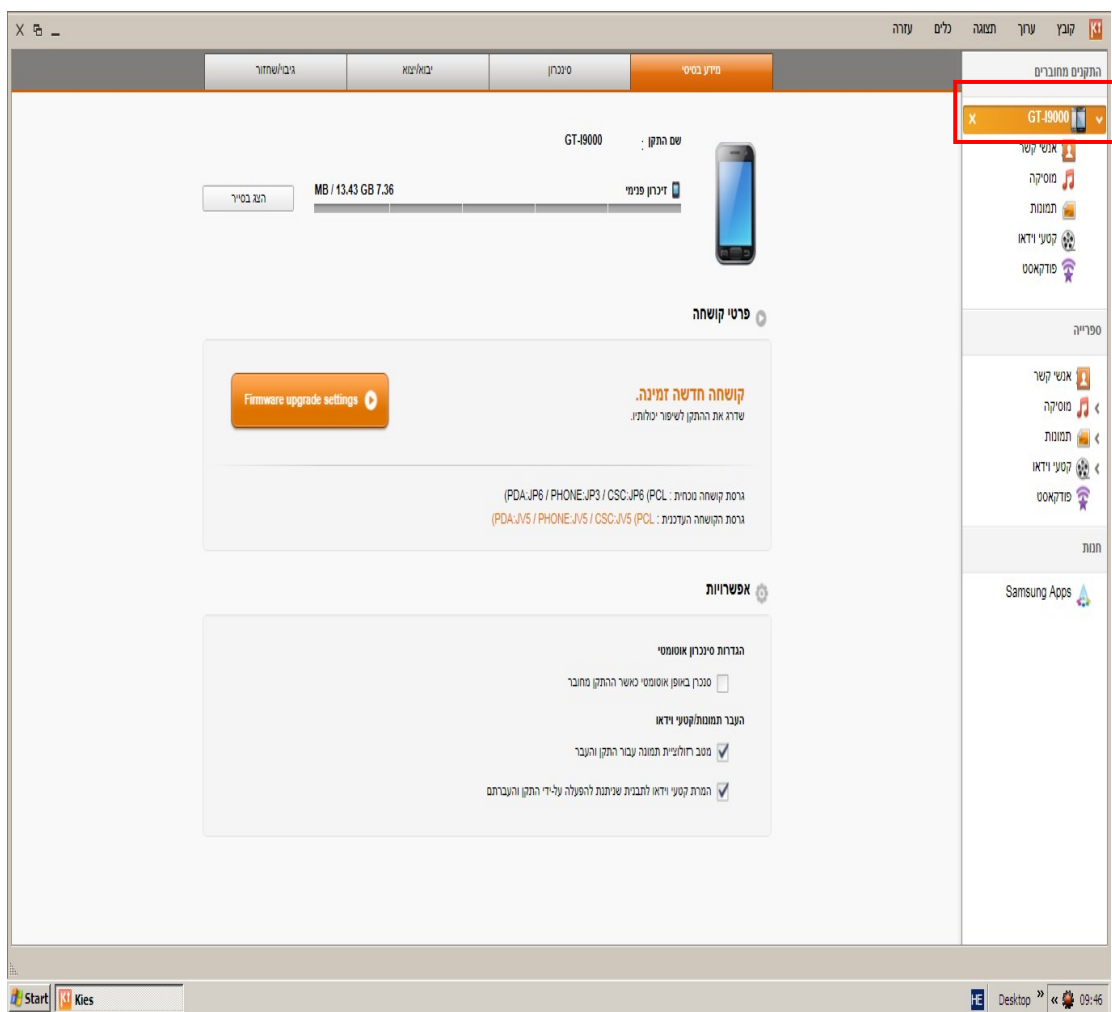 קובץ ערוך תצוגה כלים עזרה
התקנים מחוברים
GT-I9000
אנשי קשר
מוסיקה
תמונות
קטעי וידאו
פודקאסט
ספרייה
אנשי קשר
מוסיקה
תמונות
קטעי וידאו
פודקאסט
חנות
Samsung Apps
מידע בסיסי
סינכרון
יבוא/יצוא
גיבוי/שחזור
שם התקן : GT-I9000
זיכרון פנימי MB / 13.43 GB 7.36
הצג בסייר
פרטי קושחה
קושחה חדשה זמינה.
שדרג את ההתקן לשיפור יכולותיו.
Firmware upgrade settings
גרסת קושחה נוכחית : PDA:JP6 / PHONE:JP3 / CSC:JP6 (PCL)
גרסת הקושחה העדכנית : PDA:JV5 / PHONE:JV5 / CSC:JV5 (PCL)
אפשרויות
הגדרות סינכרון אוטומטי
סנכרן באופן אוטומטי כאשר ההתקן מחובר
העבר תמונות/קטעי וידאו
מטב רזולוציית תמונה עבור התקן והעבר
המרת קטעי וידאו לתבנית שניתנת להפעלה על-ידי התקן והעברתם
Start
Kies
HE
Desktop »
«
09:46